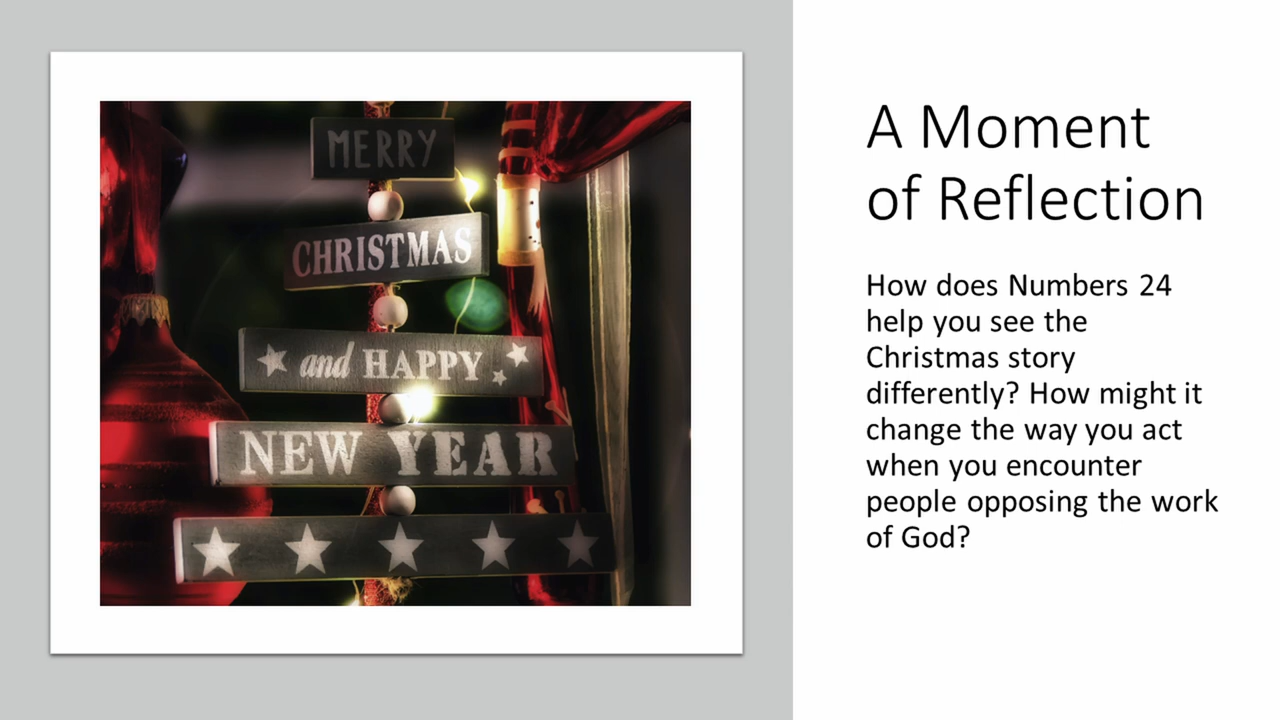 MERRY
CHRISTMAS
and HAPPY
NEW YEAR
A Moment
of Reflection
How does Numbers 24
help you see the
Christmas story
differently? How might it
change the way you act
when you encounter
people opposing the work
of God?